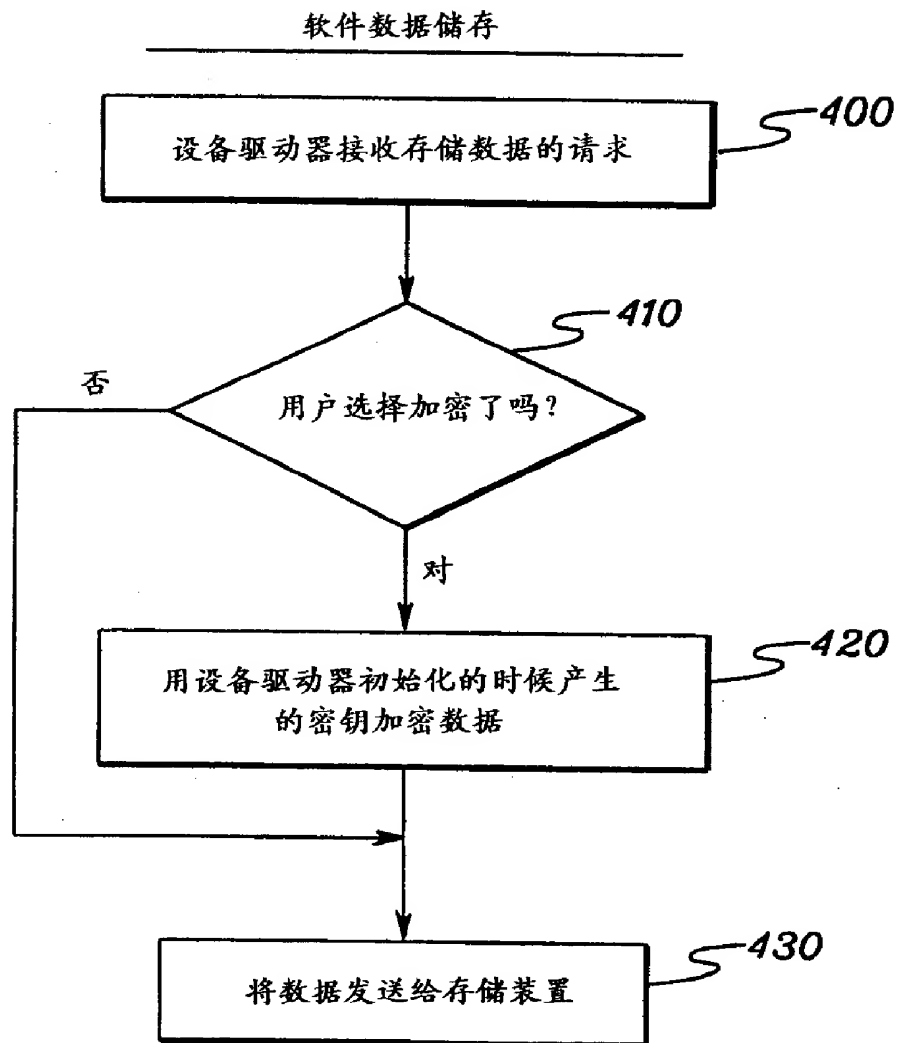 软件数据储存
400
设备驱动器接收存储数据的请求
410
否
用户选择加密了吗?
对
420
用设备驱动器初始化的时候产生
的密钥加密数据
430
将数据发送给存储装置